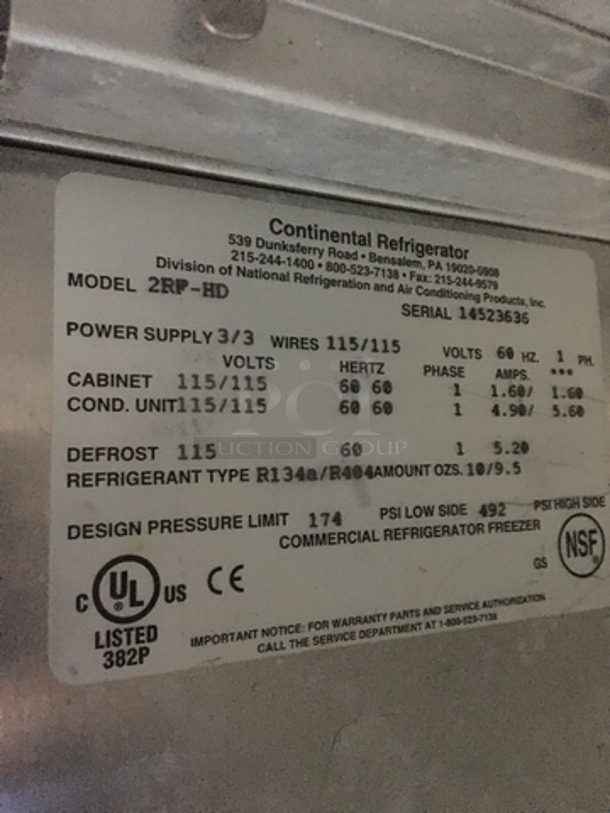 Continental Refrigerator
539 Dunksferry Road • Bensalem, PA 19020-5908
215-244-1400 • 800-523-7138 • Fax: 215-244-9579
Division of National Refrigeration and Air Conditioning Products, Inc.
MODEL 2RF-HD SERIAL 14523636
POWER SUPPLY 3/3 WIRES 115/115 VOLTS 60 HZ. 1 PH.
VOLTS HERTZ PHASE AMPS. ***
CABINET 115/115 60 60 1 1.60/ 1.60
COND. UNIT 115/115 60 60 1 4.90/ 5.60
DEFROST 115 60 1 5.20
REFRIGERANT TYPE R134a/R404 AMOUNT OZS. 10/9.5
DESIGN PRESSURE LIMIT 174 PSI LOW SIDE 492 PSI HIGH SIDE
COMMERCIAL REFRIGERATOR FREEZER
C UL US CE
LISTED
382P
GS NSF
IMPORTANT NOTICE: FOR WARRANTY PARTS AND SERVICE AUTHORIZATION
CALL THE SERVICE DEPARTMENT AT 1-800-523-7138
PCI
AUCTION GROUP